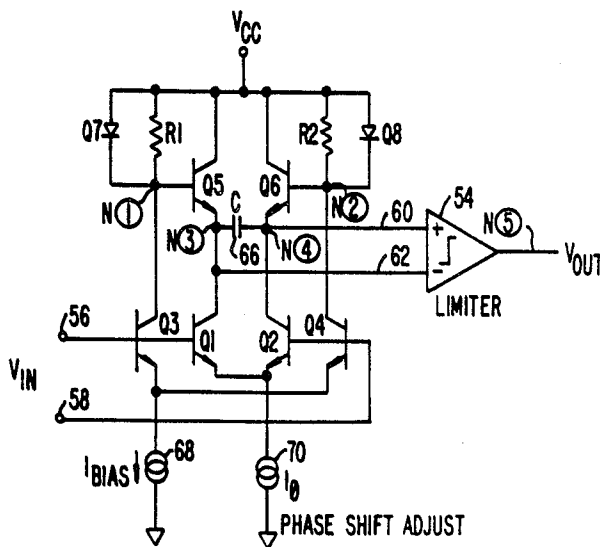 VCC
Q7
R1
R2
Q8
Q5
C
Q6
54
N①
N②
60
N⑤
N③
66
N④
62
VOUT
LIMITER
56
Q3
Q1
Q2
Q4
VIN
58
68
70
IBIAS
Iθ
PHASE SHIFT ADJUST
+
-